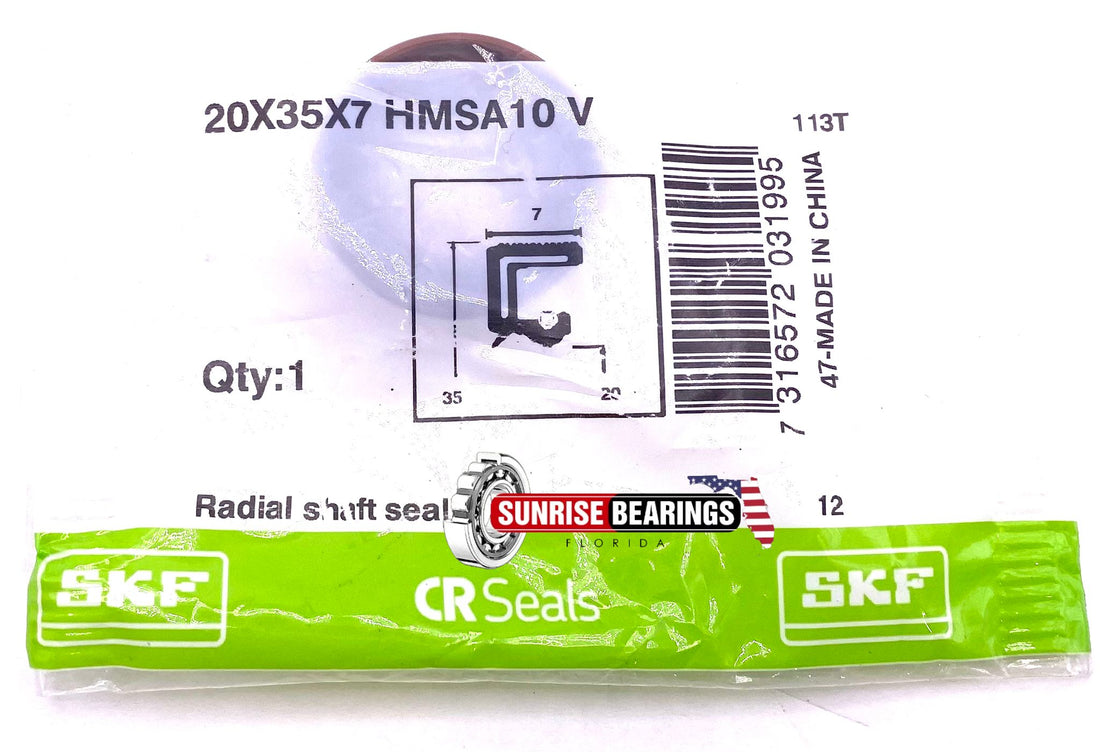 20X35X7 HMSA10 V
113T
7
35
20
7 316572 031995
47-MADE IN CHINA
Qty:1
Radial shaft seal
12
SUNRISE BEARINGS
FLORIDA
SKF
CR Seals
SKF